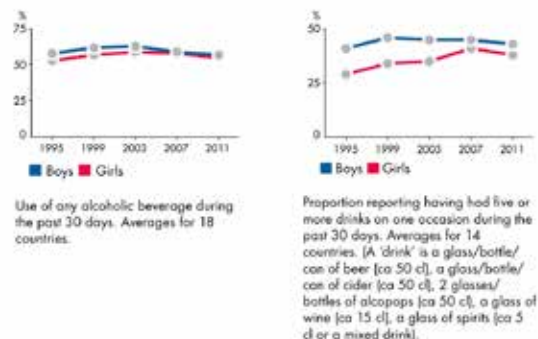 %
75
50
25
0
1995 1999 2003 2007 2011
Boys Girls
Use of any alcoholic beverage during
the past 30 days. Averages for 18
countries.
%
50
25
0
1995 1999 2003 2007 2011
Boys Girls
Proportion reporting having had five or
more drinks on one occasion during the
past 30 days. Averages for 14
countries. (A 'drink' is a glass/bottle/
can of beer (ca 50 cl), a glass/bottle/
can of cider (ca 50 cl), 2 glasses/
bottles of alcopops (ca 50 cl), a glass of
wine (ca 15 cl), a glass of spirits (ca 5
cl or a mixed drink).